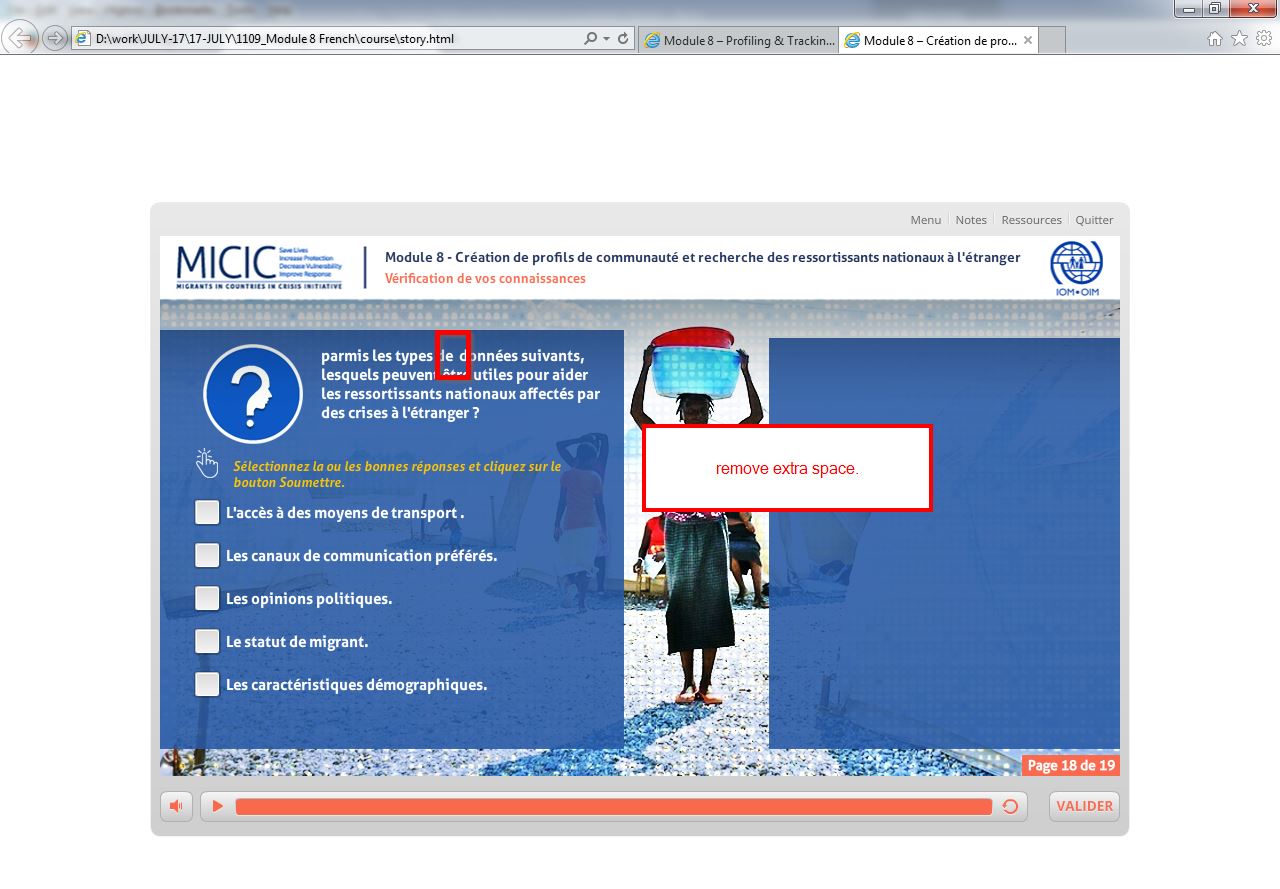 D:\work\JULY-17\17-JULY\1109_Module 8 French\course\story.html
Module 8 – Profiling & Trackin...
Module 8 – Création de pro...
Menu
Notes
Ressources
Quitter
MICIC
Save Lives
Increase Protection
Decrease Vulnerability
Improve Response
MIGRANTS IN COUNTRIES IN CRISIS INITIATIVE
Module 8 - Création de profils de communauté et recherche des ressortissants nationaux à l'étranger
Vérification de vos connaissances
IOM•OIM
parmis les types de  données suivants,
lesquels peuvent être utiles pour aider
les ressortissants nationaux affectés par
des crises à l'étranger ?
Sélectionnez la ou les bonnes réponses et cliquez sur le
bouton Soumettre.
L'accès à des moyens de transport .
Les canaux de communication préférés.
Les opinions politiques.
Le statut de migrant.
Les caractéristiques démographiques.
remove extra space.
Page 18 de 19
VALIDER